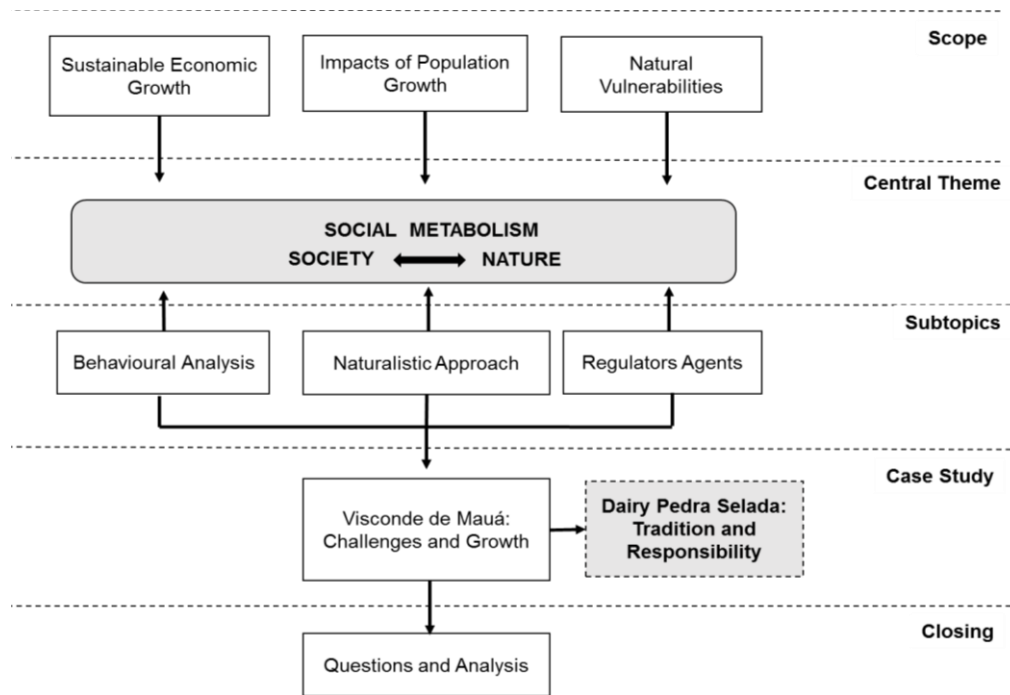 Scope
Sustainable Economic
Growth
Impacts of Population
Growth
Natural
Vulnerabilities
Central Theme
SOCIAL METABOLISM
SOCIETY NATURE
Subtopics
Behavioural Analysis
Naturalistic Approach
Regulators Agents
Case Study
Visconde de Mauá:
Challenges and Growth
Dairy Pedra Selada:
Tradition and
Responsibility
Closing
Questions and Analysis